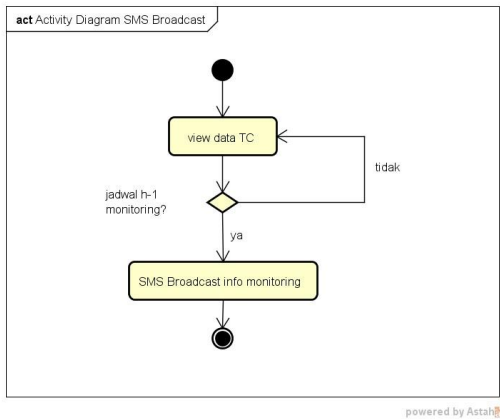 act Activity Diagram SMS Broadcast
view data TC
tidak
jadwal h-1
monitoring?
ya
SMS Broadcast info monitoring
powered by Astah